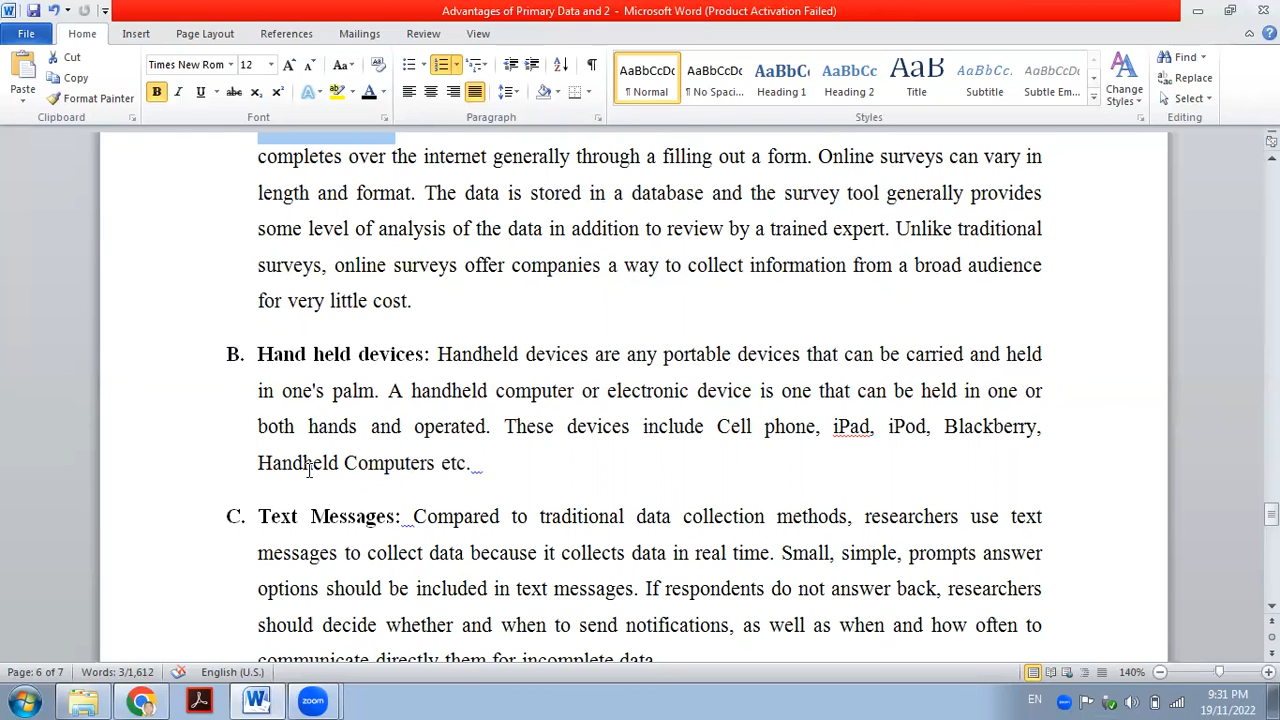 Advantages of Primary Data and 2 - Microsoft Word (Product Activation Failed)
File Home Insert Page Layout References Mailings Review View
Cut
Copy
Format Painter
Paste
Clipboard
Times New Rom 12
Font
Paragraph
AaBbCcDc AaBbCcDc AaBbCc AaBbCc AaB AaBbCc. AaBbCcDc
¶ Normal ¶ No Spaci... Heading 1 Heading 2 Title Subtitle Subtle Em...
Change Styles
Styles
Find
Replace
Select
Editing
completes over the internet generally through a filling out a form. Online surveys can vary in
length and format. The data is stored in a database and the survey tool generally provides
some level of analysis of the data in addition to review by a trained expert. Unlike traditional
surveys, online surveys offer companies a way to collect information from a broad audience
for very little cost.
B. Hand held devices: Handheld devices are any portable devices that can be carried and held
in one's palm. A handheld computer or electronic device is one that can be held in one or
both hands and operated. These devices include Cell phone, iPad, iPod, Blackberry,
Handheld Computers etc.
C. Text Messages: Compared to traditional data collection methods, researchers use text
messages to collect data because it collects data in real time. Small, simple, prompts answer
options should be included in text messages. If respondents do not answer back, researchers
should decide whether and when to send notifications, as well as when and how often to
communicate directly them for incomplete data.
Page: 6 of 7 Words: 3/1,612 English (U.S.) 140%
zoom EN 9:31 PM
19/11/2022